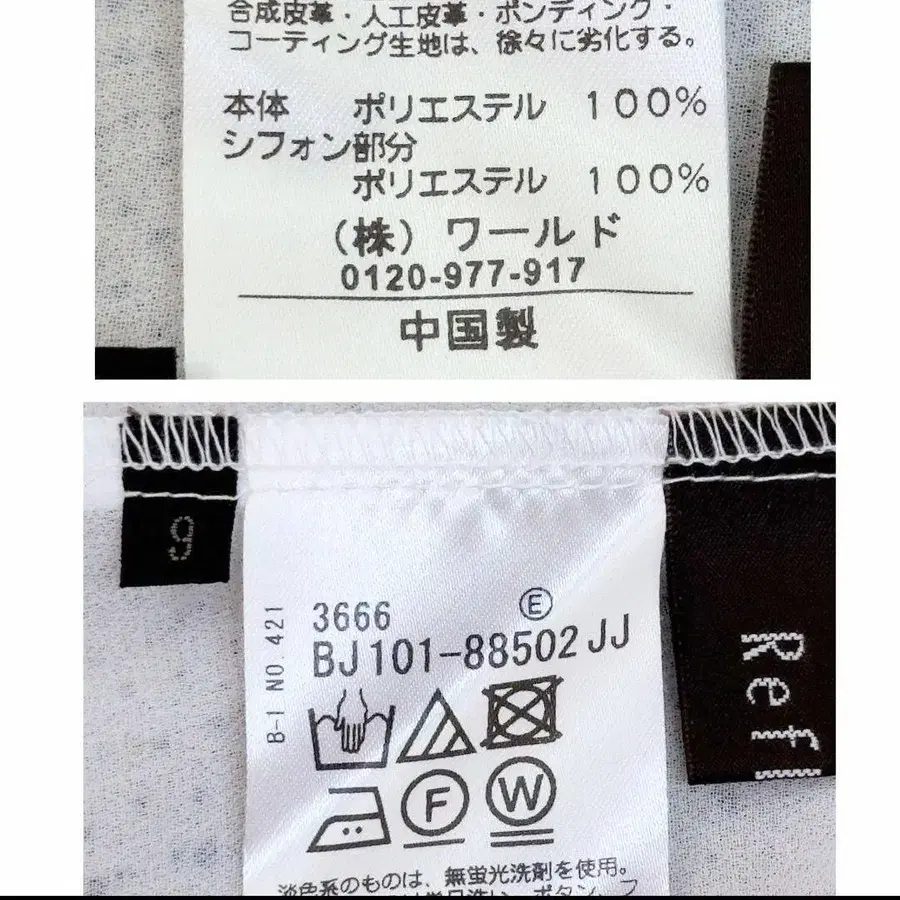 合成皮革・人工皮革・ボンディング・
コーティング生地は、徐々に劣化する。
本体 ポリエステル 100%
シフォン部分
ポリエステル 100%
(株) ワールド
0120-977-917
中国製
9
B-I NO.421
3666 Ⓔ
BJ101-88502JJ
F W
Refl
淡色系のものは、無蛍光洗剤を使用。